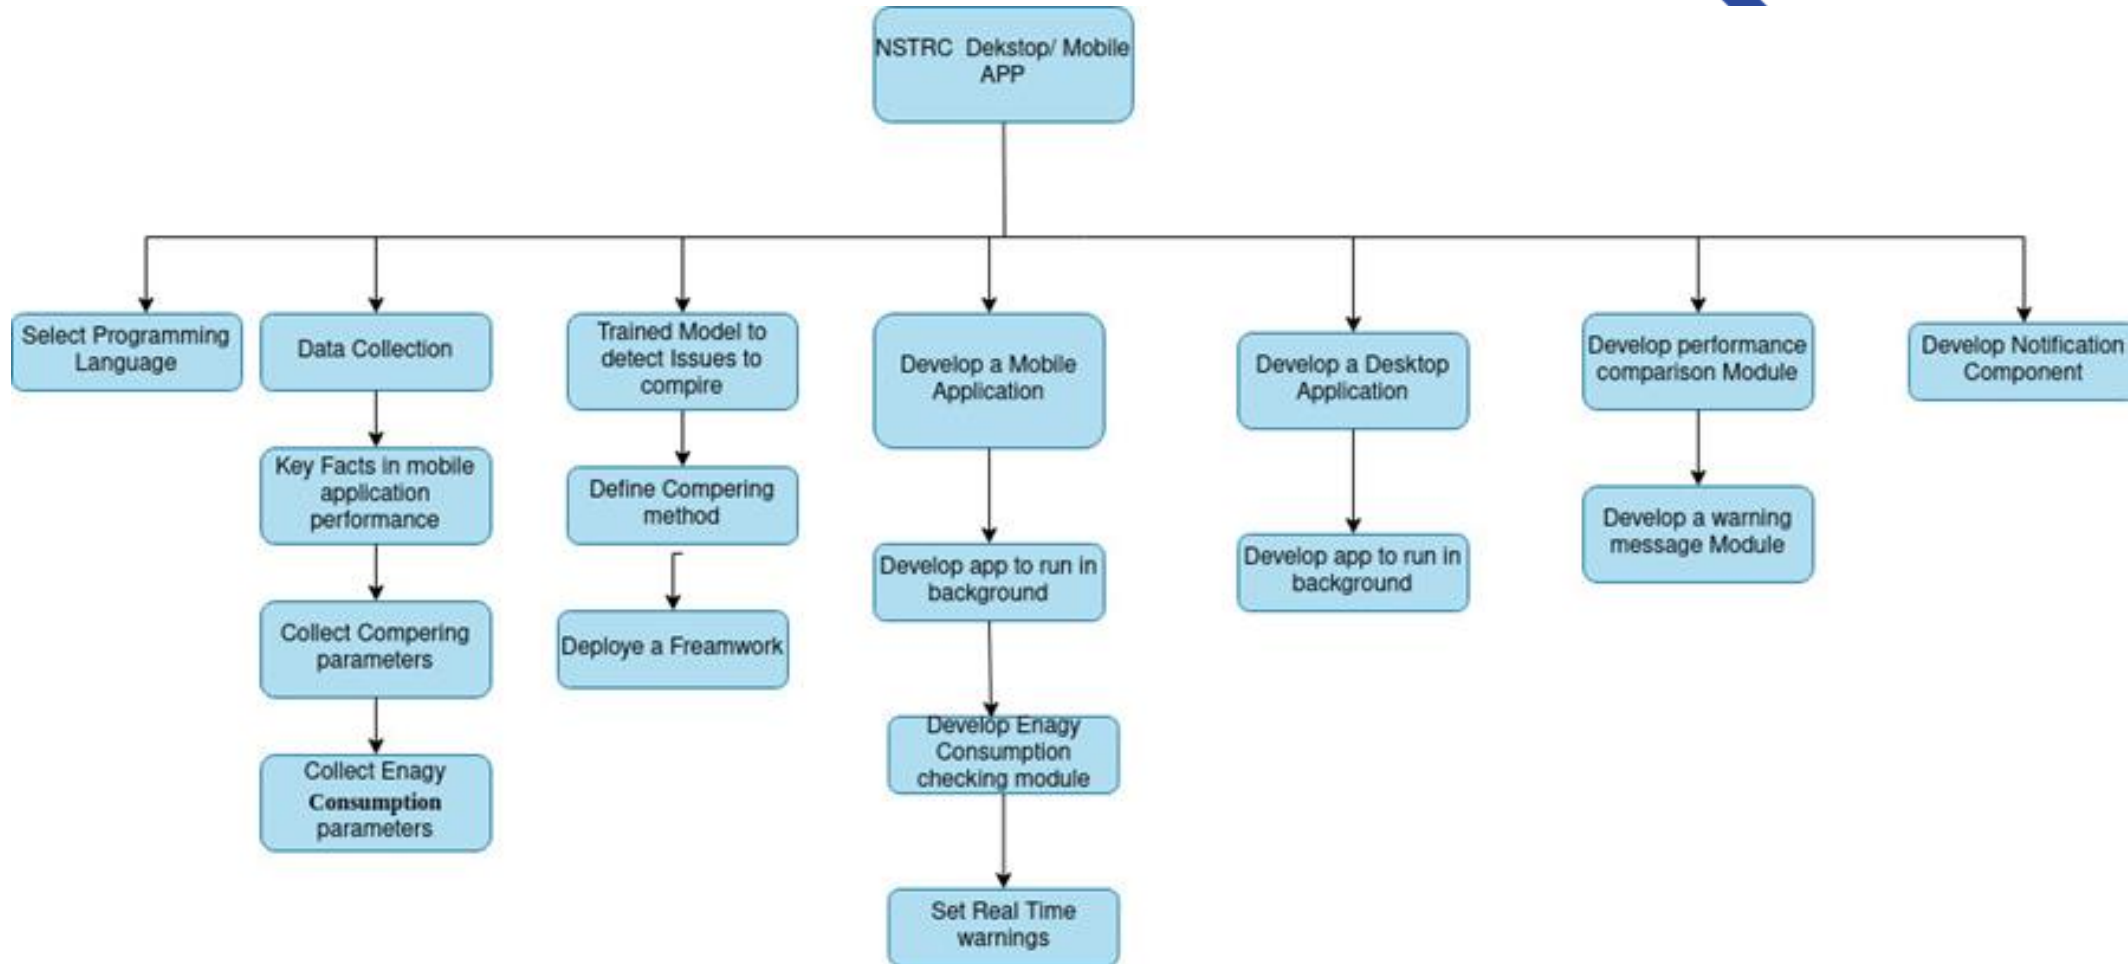 NSTRC Dekstop/ Mobile
APP
Select Programming
Language
Data Collection
Trained Model to
detect Issues to
compire
Develop a Mobile
Application
Develop a Desktop
Application
Develop performance
comparison Module
Develop Notification
Component
Key Facts in mobile
application
performance
Define Compering
method
Develop app to run in
background
Develop app to run in
background
Develop a warning
message Module
Collect Compering
parameters
Deploye a Freamwork
Develop Enagy
Consumption
checking module
Collect Enagy
Consumption
parameters
Set Real Time
warnings